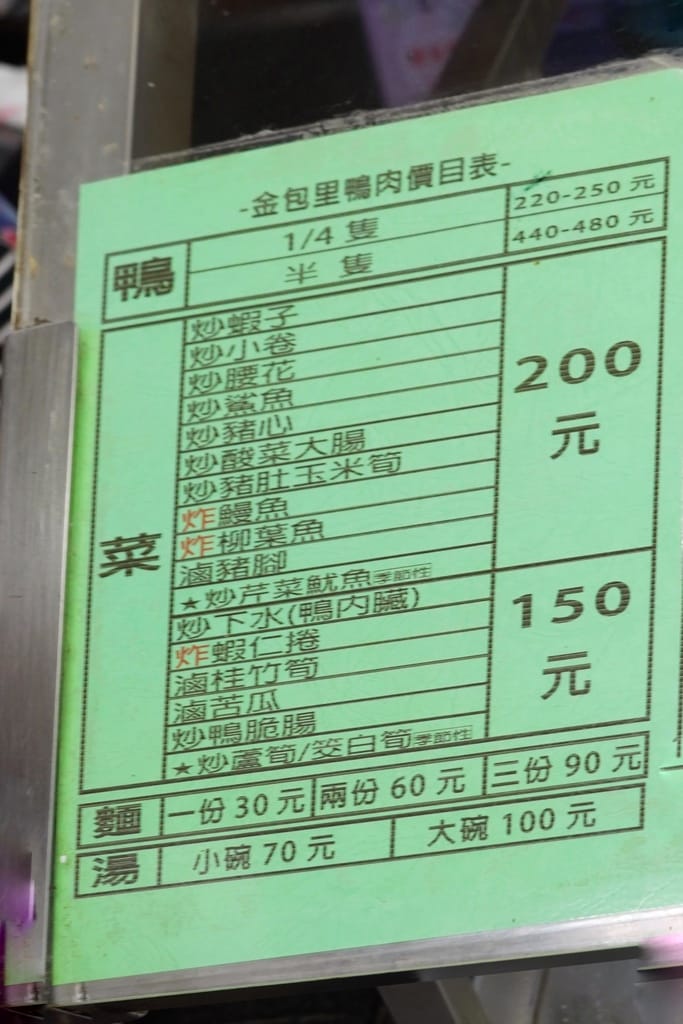 -金包里鴨肉價目表-
鴨 1/4 隻 220-250 元
半 隻 440-480 元
菜
炒蝦子
炒小卷
炒腰花
炒鯊魚
炒豬心
炒酸菜大腸
炒豬肚玉米筍
炸鰻魚
炸柳葉魚
滷豬腳
★炒芹菜魷魚季節性
200
元
炒下水(鴨內臟)
炸蝦仁捲
滷桂竹筍
滷苦瓜
炒鴨脆腸
★炒蘆筍/筊白筍季節性
150
元
麵 一份 30 元 兩份 60 元 三份 90 元
湯 小碗 70 元 大碗 100 元